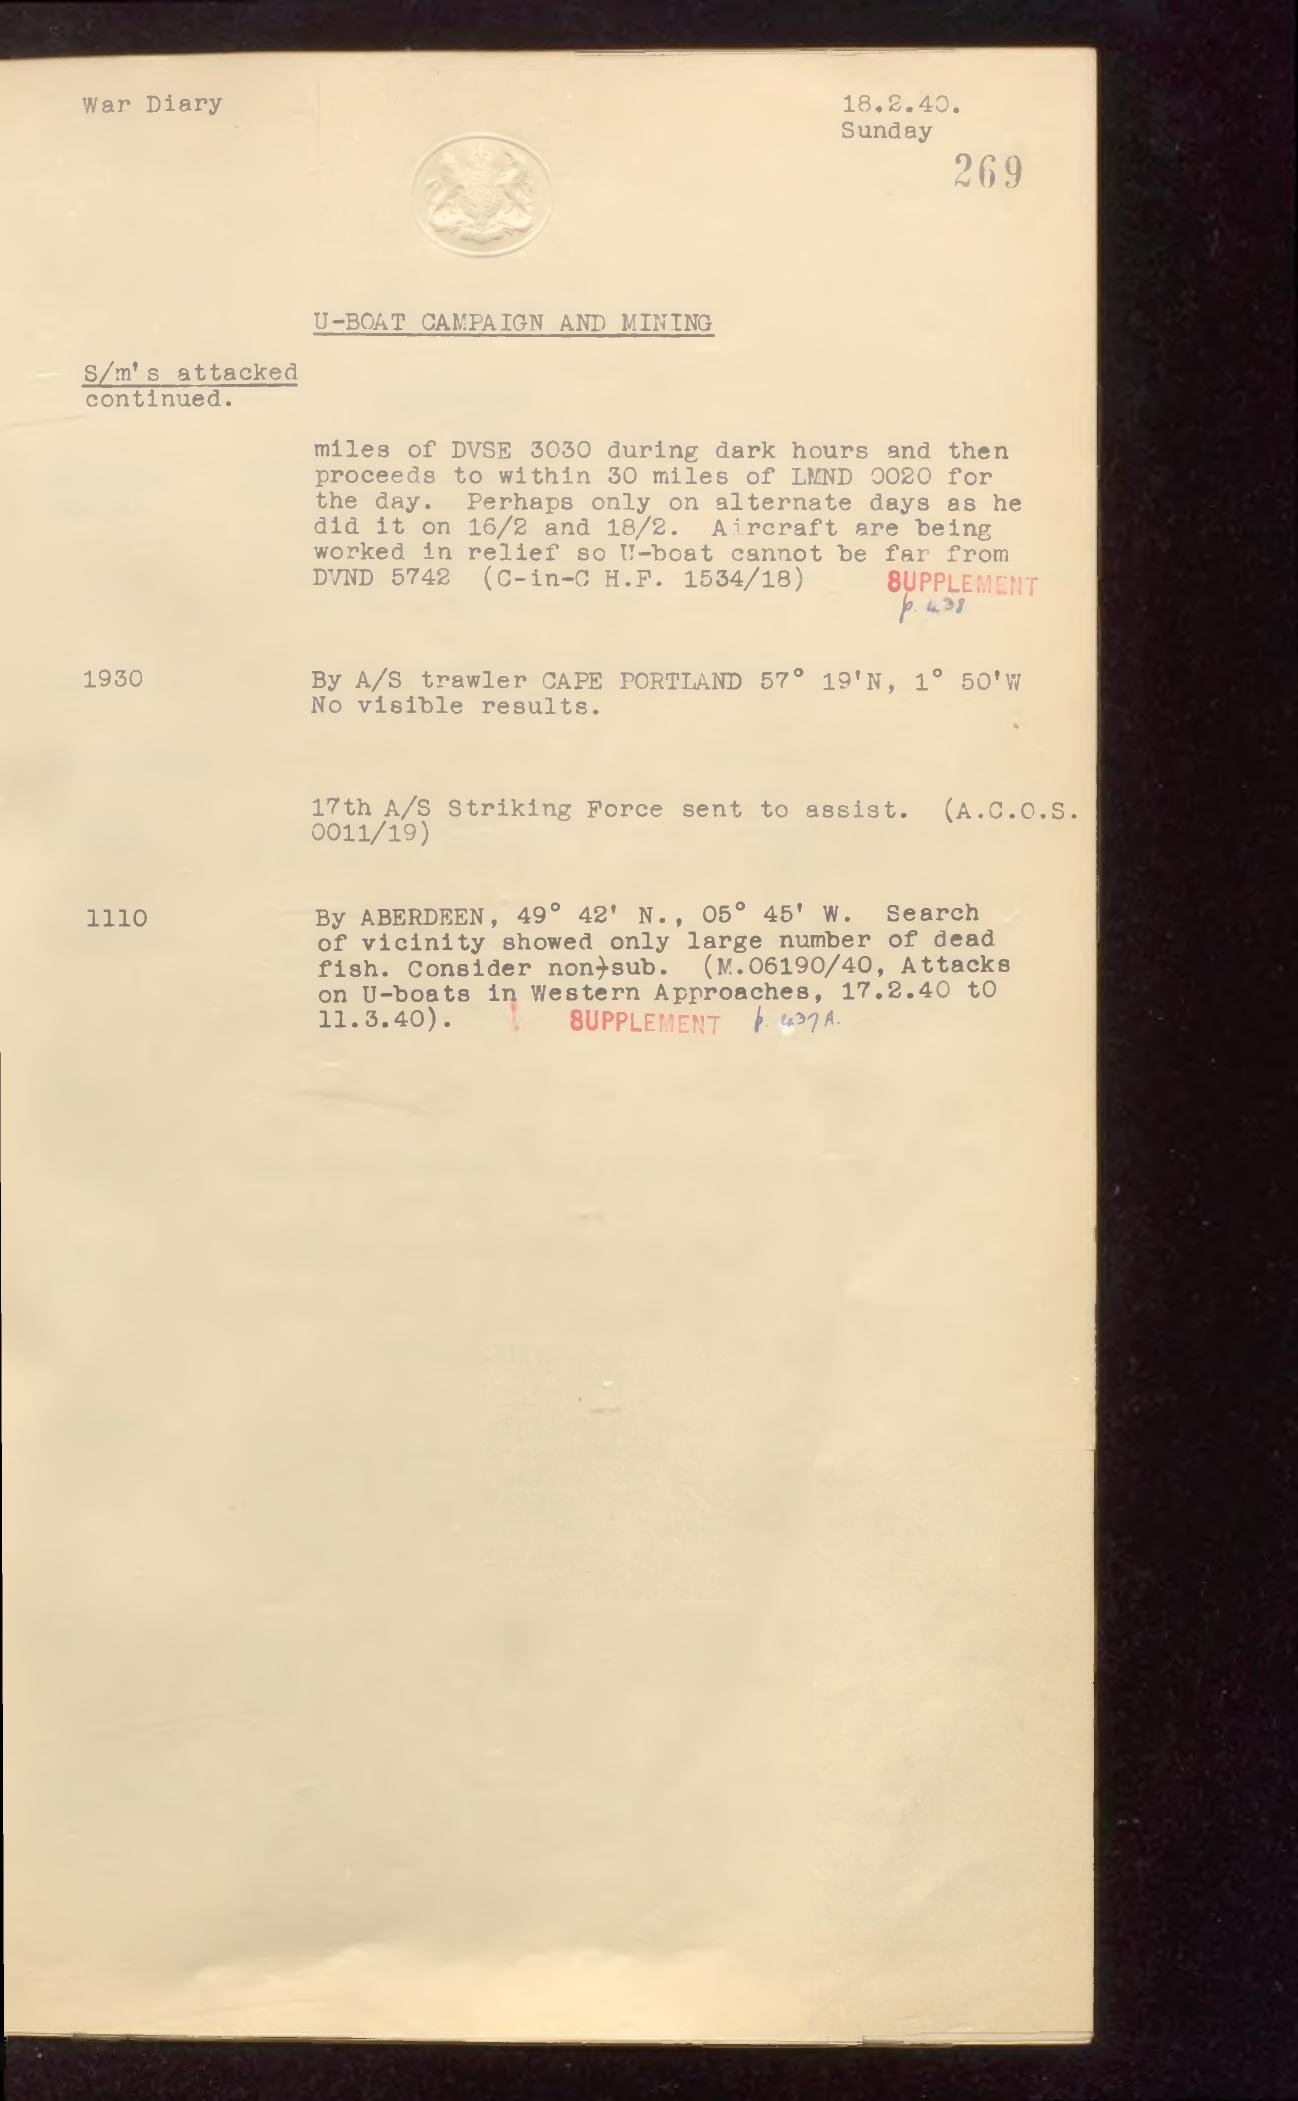 War Diary
18.2.40.
Sunday
269
U-BOAT CAMPAIGN AND MINING
S/m's attacked
continued.
miles of DVSE 3030 during dark hours and then
proceeds to within 30 miles of LMND 0020 for
the day.  Perhaps only on alternate days as he
did it on 16/2 and 18/2.  Aircraft are being
worked in relief so U-boat cannot be far from
DVND 5742  (C-in-C H.F. 1534/18)
SUPPLEMENT
p. 438
1930
By A/S trawler CAPE PORTLAND 57° 19'N, 1° 50'W
No visible results.
17th A/S Striking Force sent to assist.  (A.C.O.S.
0011/19)
1110
By ABERDEEN, 49° 42' N., 05° 45' W.  Search
of vicinity showed only large number of dead
fish. Consider non-sub.  (M.06190/40, Attacks
on U-boats in Western Approaches, 17.2.40 to
11.3.40).
SUPPLEMENT p. 437A.